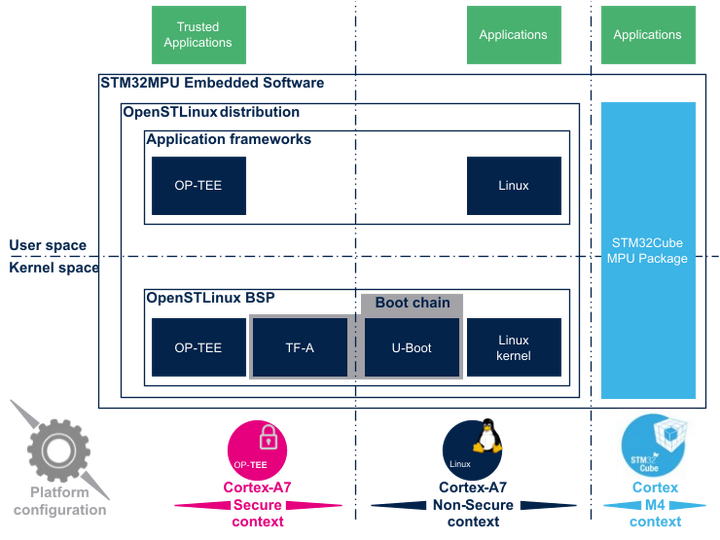 Trusted
Applications
Applications
Applications
STM32MPU Embedded Software
OpenSTLinux distribution
Application frameworks
OP-TEE
Linux
User space
Kernel space
STM32Cube
MPU Package
OpenSTLinux BSP
Boot chain
OP-TEE
TF-A
U-Boot
Linux
kernel
OP-TEE
Linux
STM32
Cube
Platform
configuration
Cortex-A7
Secure
context
Cortex-A7
Non-Secure
context
Cortex
M4
context